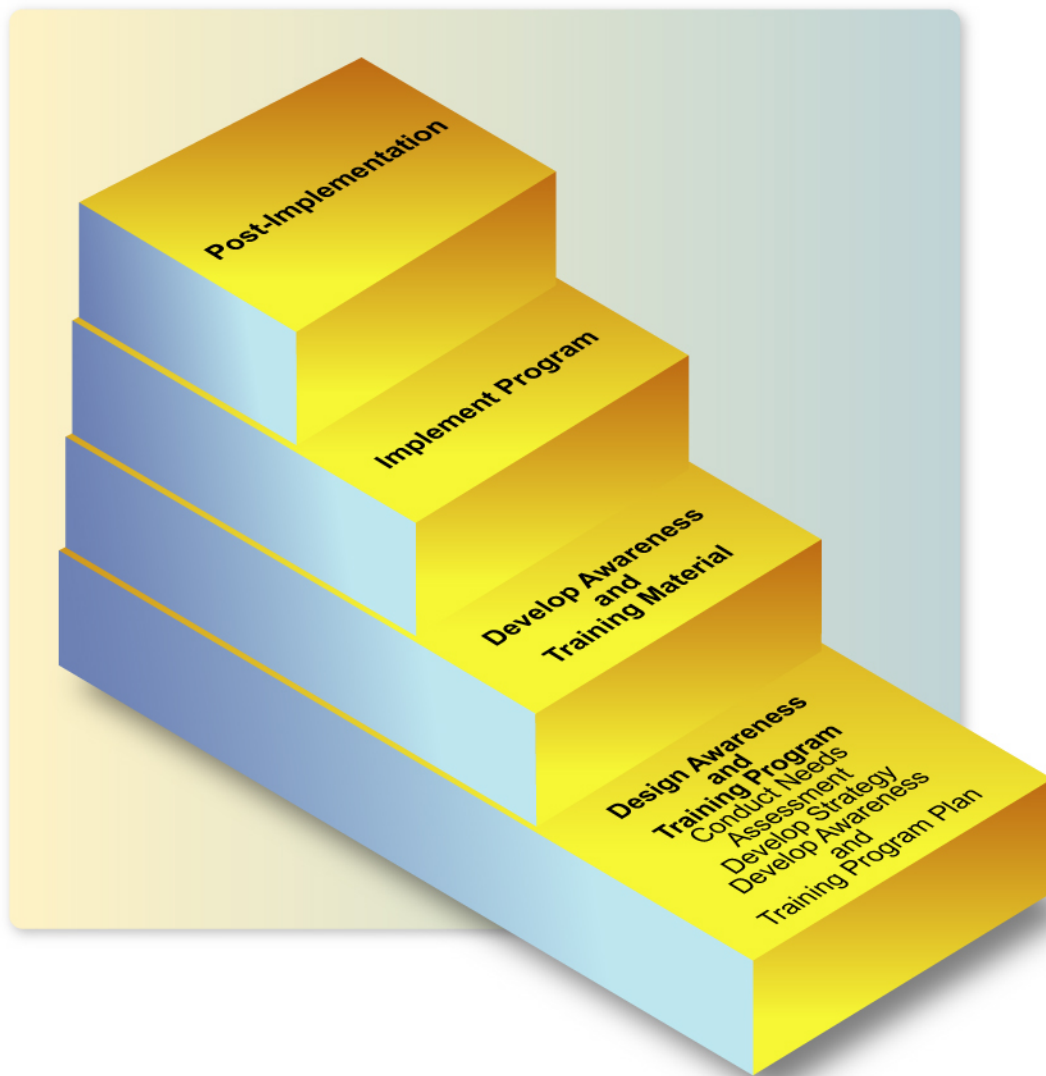 Post-Implementation
Implement Program
Develop Awareness
and
Training Material
Design Awareness
and
Training Program
Conduct Needs
Assessment
Develop Strategy
Develop Awareness
and
Training Program Plan